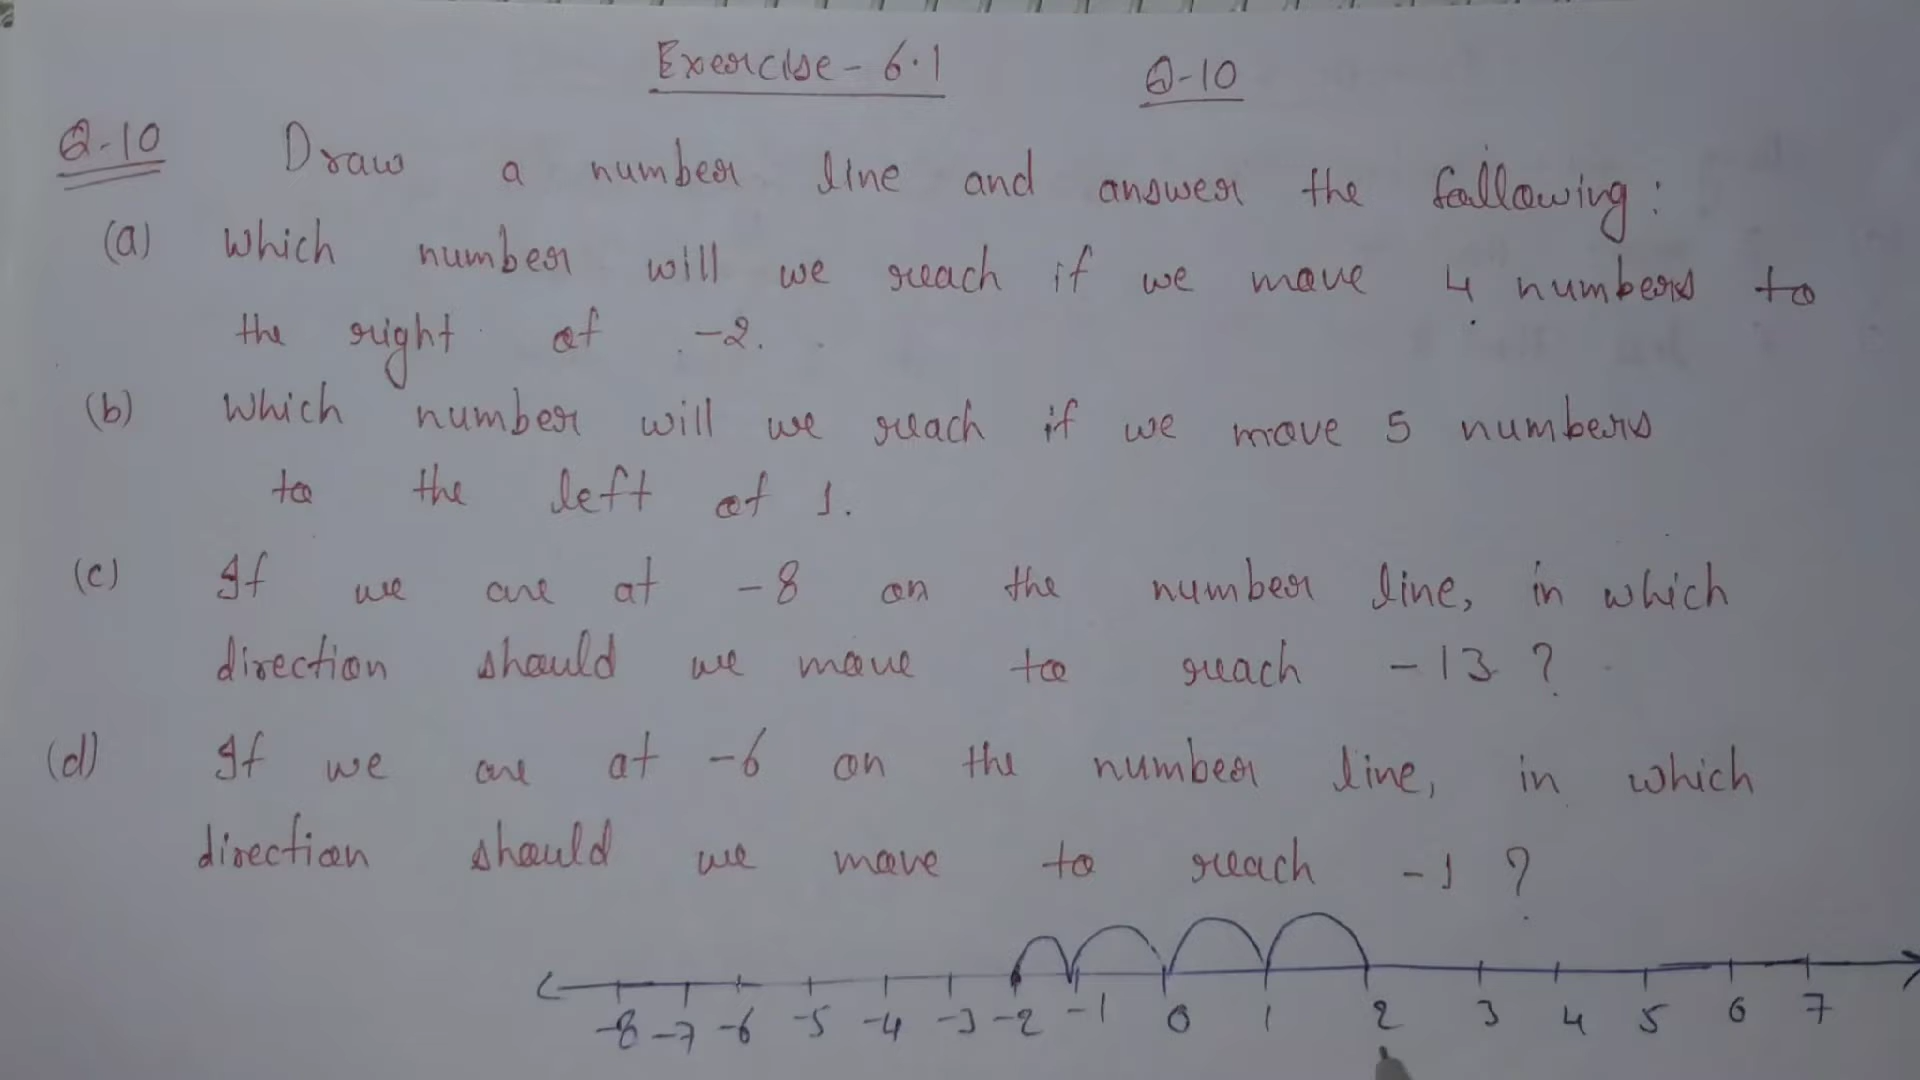 Exercise - 6.1 Q-10
Q-10 Draw a number line and answer the following:
(a) which number will we reach if we move 4 numbers to
the right of -2.
(b) which number will we reach if we move 5 numbers
to the left of 1.
(c) If we are at -8 on the number line, in which
direction should we move to reach -13 ?
(d) If we are at -6 on the number line, in which
direction should we move to reach -1 ?
-8 -7 -6 -5 -4 -3 -2 -1 0 1 2 3 4 5 6 7